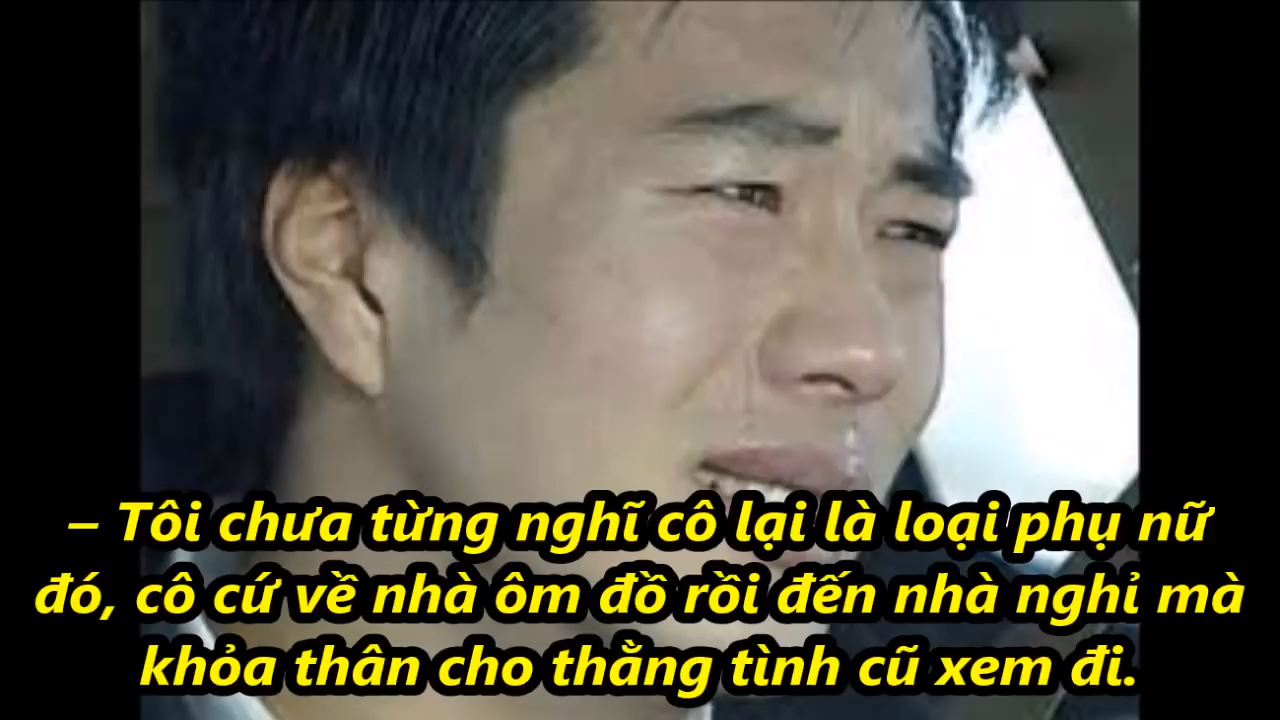 – Tôi chưa từng nghĩ cô lại là loại phụ nữ
đó, cô cứ về nhà ôm đồ rồi đến nhà nghỉ mà
khỏa thân cho thằng tình cũ xem đi.